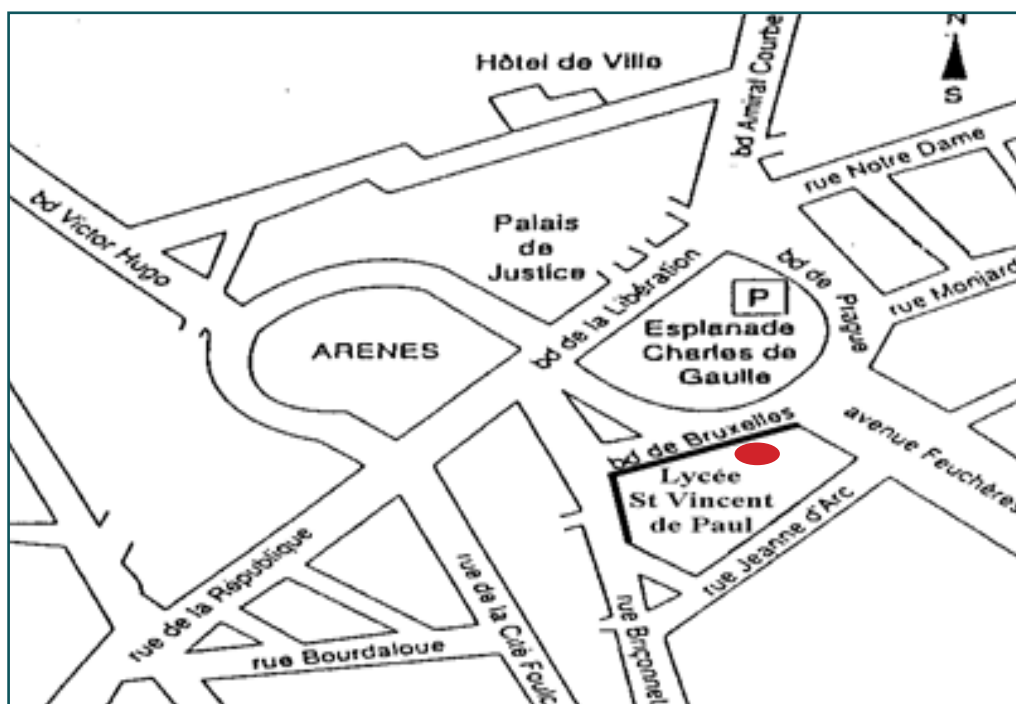 N
S
Hôtel de Ville
bd Amiral Courbe
rue Notre Dame
bd Victor Hugo
Palais
de
Justice
bd de la Libération
bd de Prague
rue Monjard
P
Esplanade
Charles de
Gaulle
ARENES
bd de Bruxelles
avenue Feuchères
Lycée
St Vincent
de Paul
rue Jeanne d'Arc
rue de la République
rue de la Cité Foulc
rue Briçonnet
rue Bourdaloue